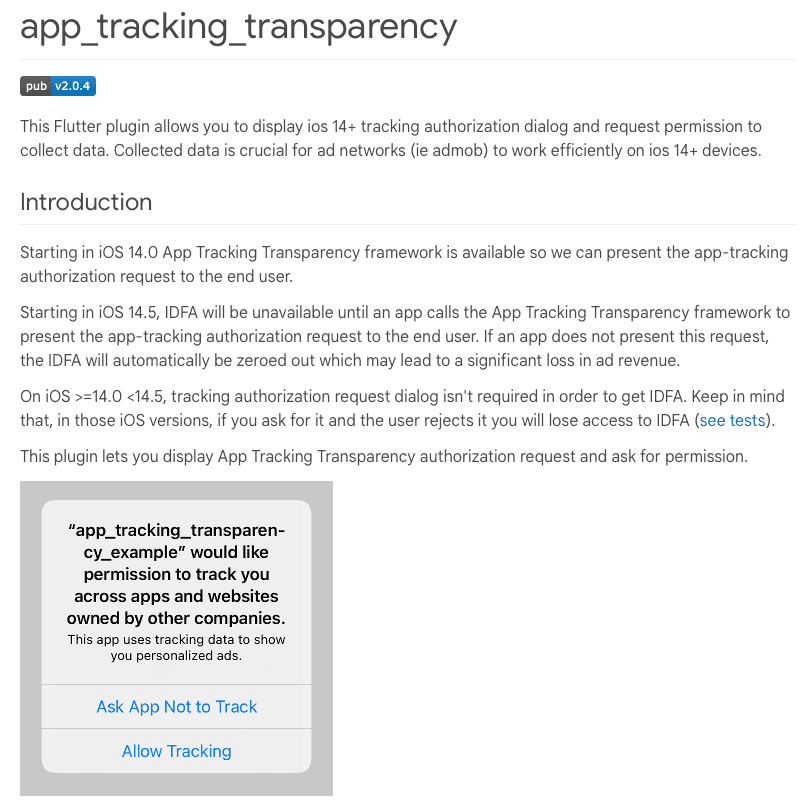 app_tracking_transparency
pub v2.0.4
This Flutter plugin allows you to display ios 14+ tracking authorization dialog and request permission to
collect data. Collected data is crucial for ad networks (ie admob) to work efficiently on ios 14+ devices.
Introduction
Starting in iOS 14.0 App Tracking Transparency framework is available so we can present the app-tracking
authorization request to the end user.
Starting in iOS 14.5, IDFA will be unavailable until an app calls the App Tracking Transparency framework to
present the app-tracking authorization request to the end user. If an app does not present this request,
the IDFA will automatically be zeroed out which may lead to a significant loss in ad revenue.
On iOS >=14.0 <14.5, tracking authorization request dialog isn't required in order to get IDFA. Keep in mind
that, in those iOS versions, if you ask for it and the user rejects it you will lose access to IDFA (see tests).
This plugin lets you display App Tracking Transparency authorization request and ask for permission.
“app_tracking_transparen-
cy_example” would like
permission to track you
across apps and websites
owned by other companies.
This app uses tracking data to show
you personalized ads.
Ask App Not to Track
Allow Tracking